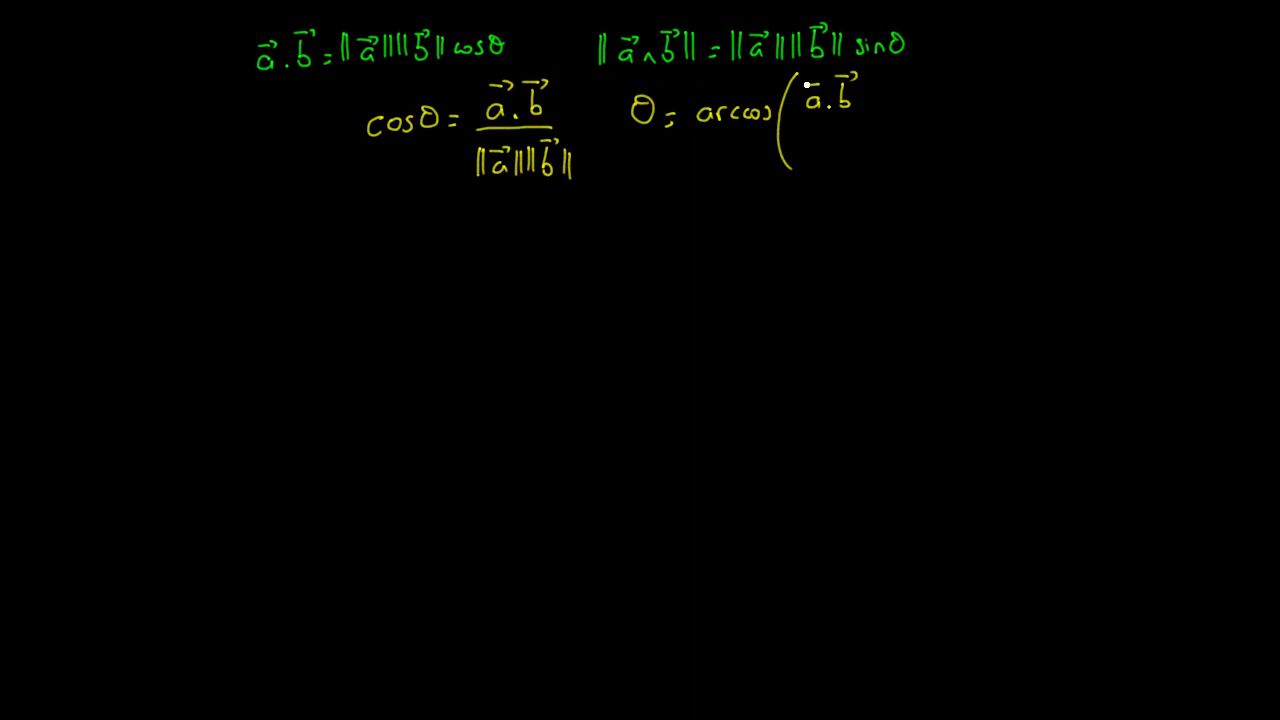 a⃗ . b⃗ = ||a⃗|| ||b⃗|| cosθ    ||a⃗ ∧ b⃗|| = ||a⃗|| ||b⃗|| sinθ
cosθ = a⃗ . b⃗ / ||a⃗|| ||b⃗||    θ = arccos( a⃗ . b⃗